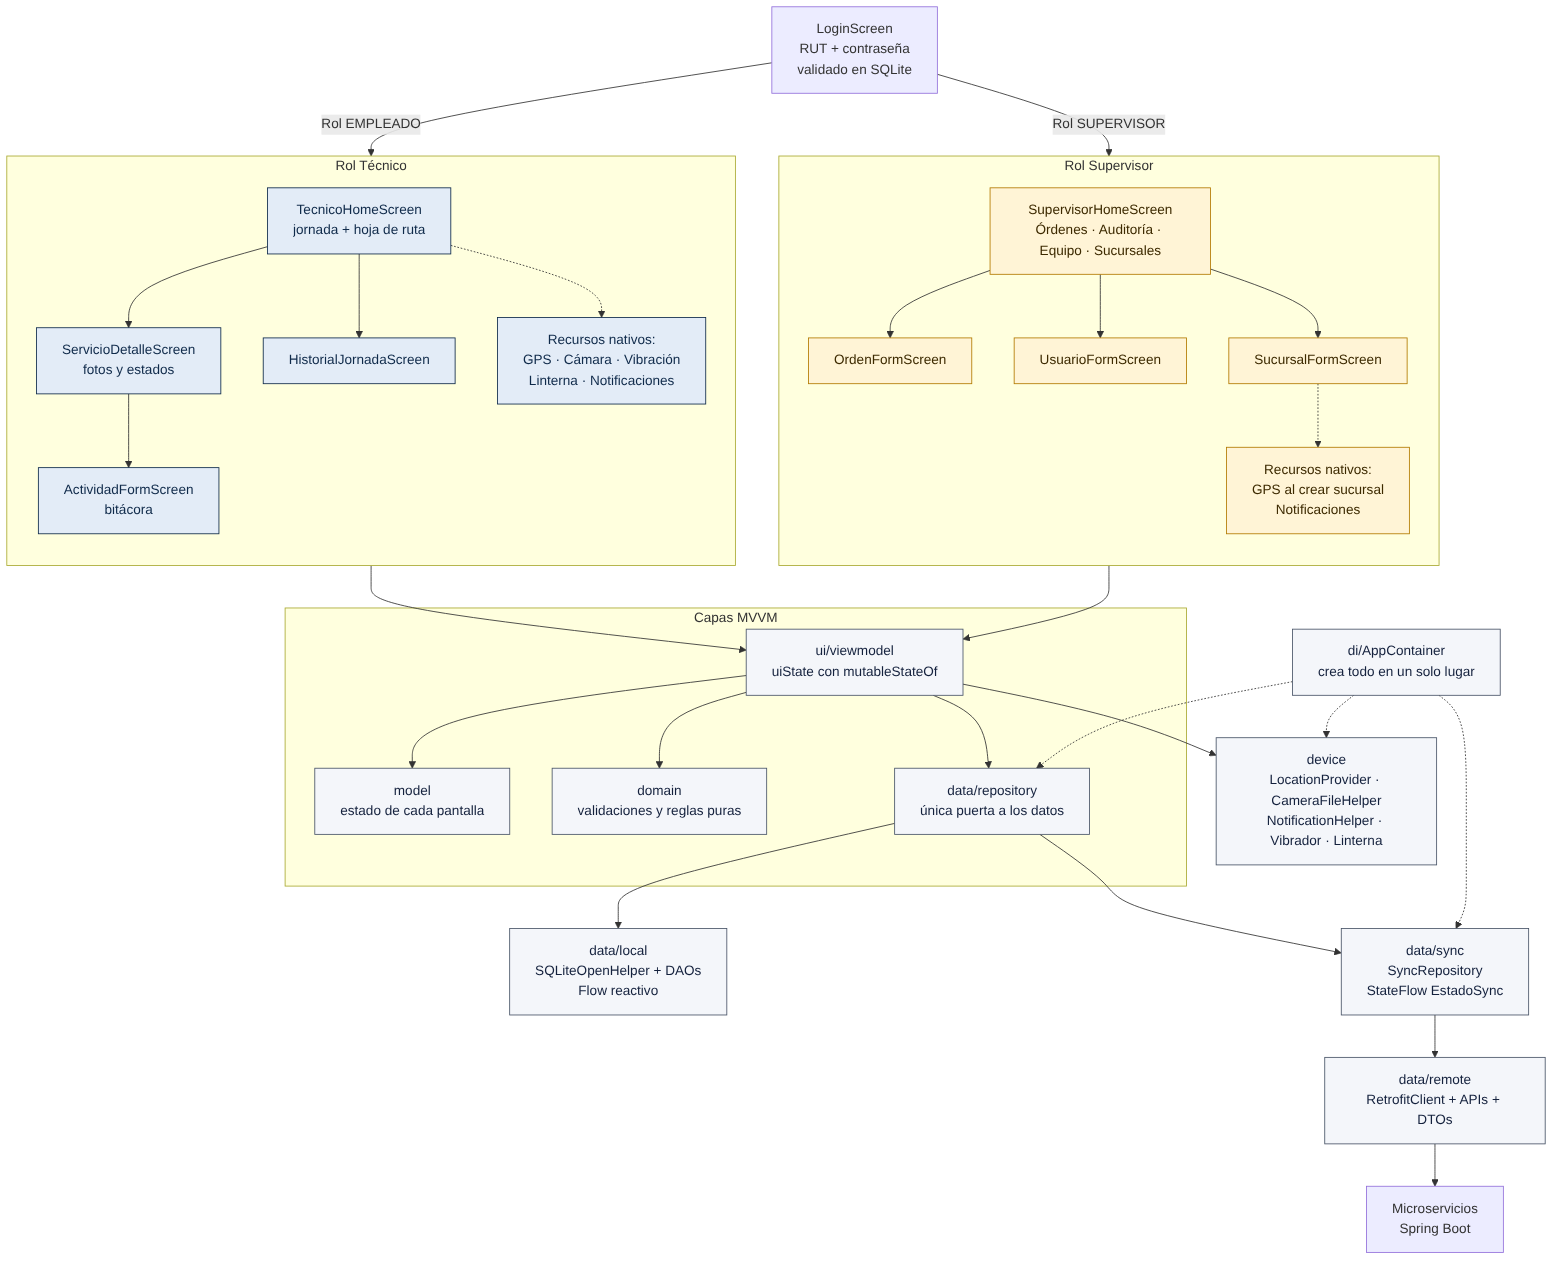 LoginScreen
RUT + contraseña
validado en SQLite
Rol EMPLEADO
Rol SUPERVISOR
Rol Técnico
TecnicoHomeScreen
jornada + hoja de ruta
ServicioDetalleScreen
fotos y estados
HistorialJornadaScreen
Recursos nativos:
GPS · Cámara · Vibración
Linterna · Notificaciones
ActividadFormScreen
bitácora
Rol Supervisor
SupervisorHomeScreen
Órdenes · Auditoría ·
Equipo · Sucursales
OrdenFormScreen
UsuarioFormScreen
SucursalFormScreen
Recursos nativos:
GPS al crear sucursal
Notificaciones
Capas MVVM
ui/viewmodel
uiState con mutableStateOf
di/AppContainer
crea todo en un solo lugar
model
estado de cada pantalla
domain
validaciones y reglas puras
data/repository
única puerta a los datos
device
LocationProvider ·
CameraFileHelper
NotificationHelper ·
Vibrador · Linterna
data/local
SQLiteOpenHelper + DAOs
Flow reactivo
data/sync
SyncRepository
StateFlow EstadoSync
data/remote
RetrofitClient + APIs +
DTOs
Microservicios
Spring Boot